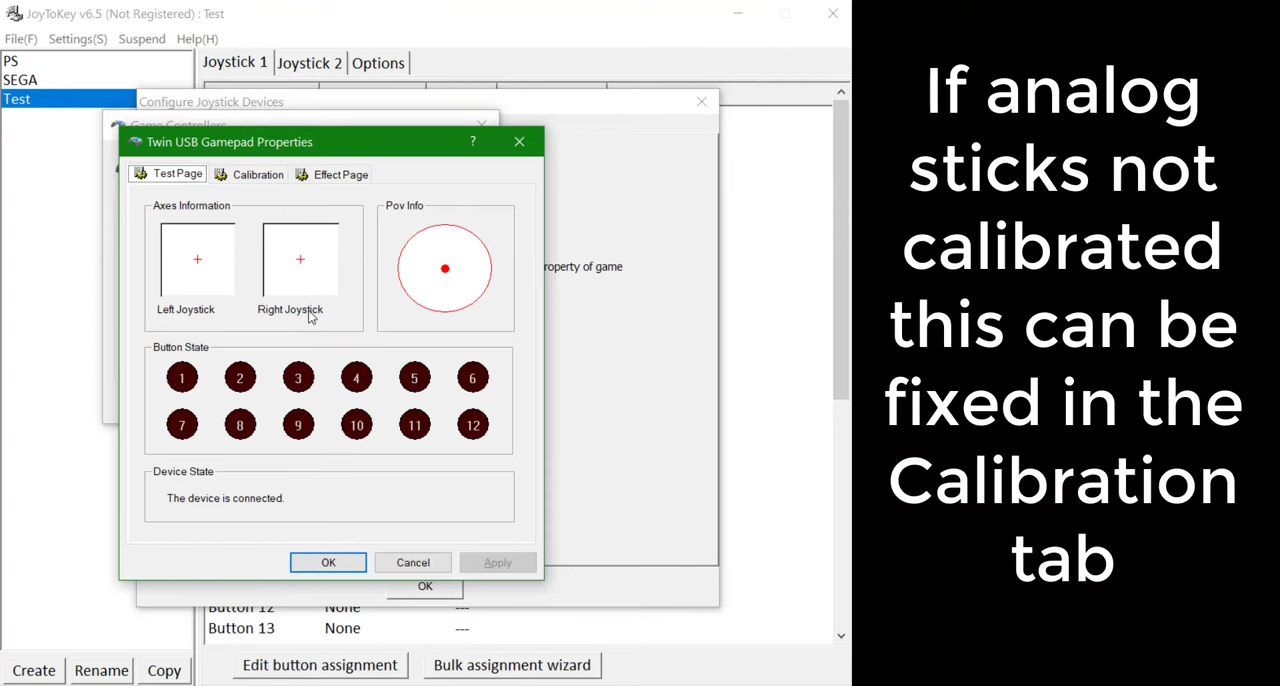 JoyToKey v6.5 (Not Registered) : Test
File(F) Settings(S) Suspend Help(H)
PS
SEGA
Test
Joystick 1 Joystick 2 Options
Configure Joystick Devices
Game Controllers
Twin USB Gamepad Properties
?
Test Page Calibration Effect Page
Axes Information
Left Joystick Right Joystick
Pov Info
roperty of game
Button State
1 2 3 4 5 6
7 8 9 10 11 12
Device State
The device is connected.
OK Cancel Apply
OK
Button 12 None ---
Button 13 None ---
Create Rename Copy
Edit button assignment Bulk assignment wizard
If analog
sticks not
calibrated
this can be
fixed in the
Calibration
tab